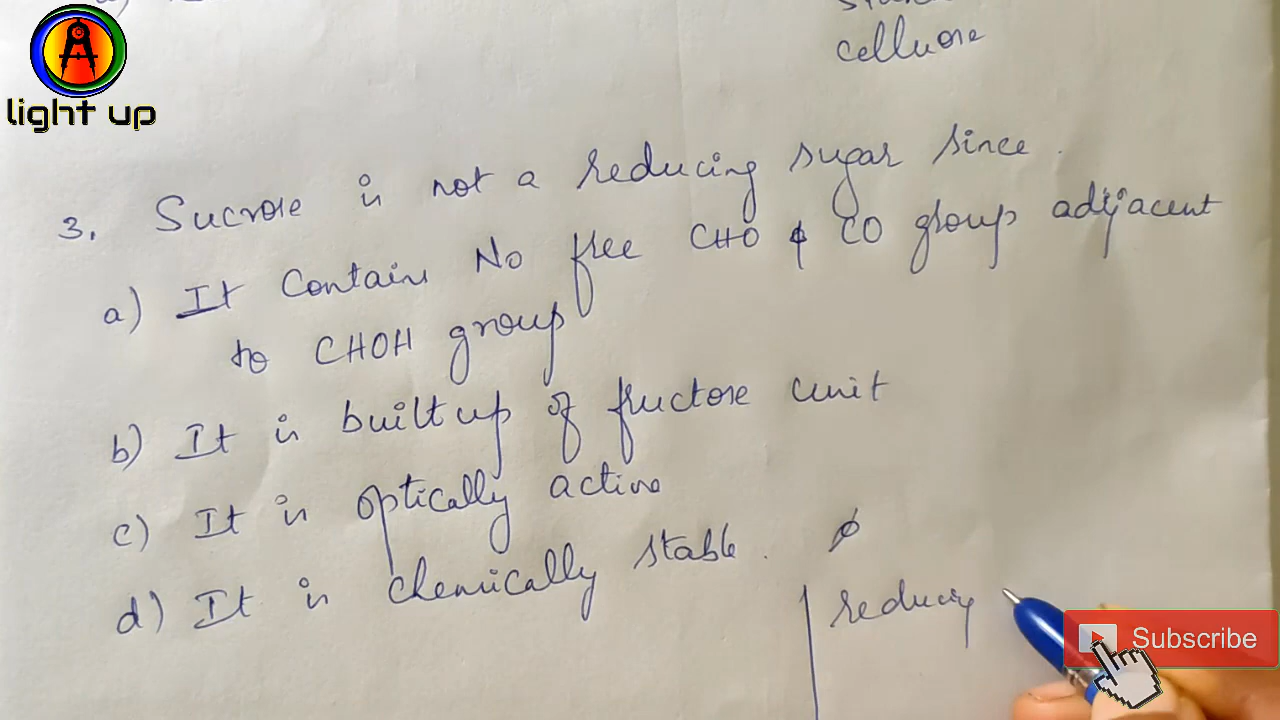 cellulose
light up
3. Sucrose is not a reducing sugar since.
a) It Contains No free CHO & CO group adjacent
to CHOH group
b) It is built up of fructose unit
c) It is optically active
d) It is chemically stable.
reducing
Subscribe